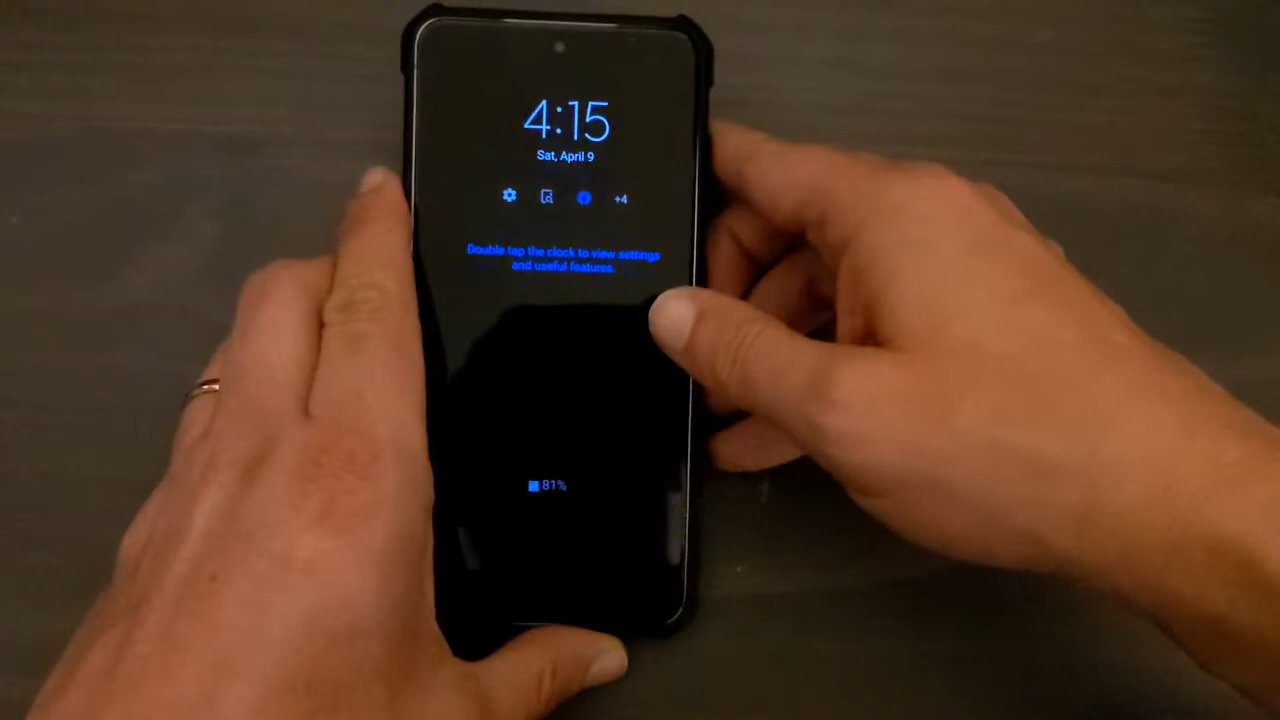 4:15
Sat, April 9
+4
Double tap the clock to view settings
and useful features.
81%